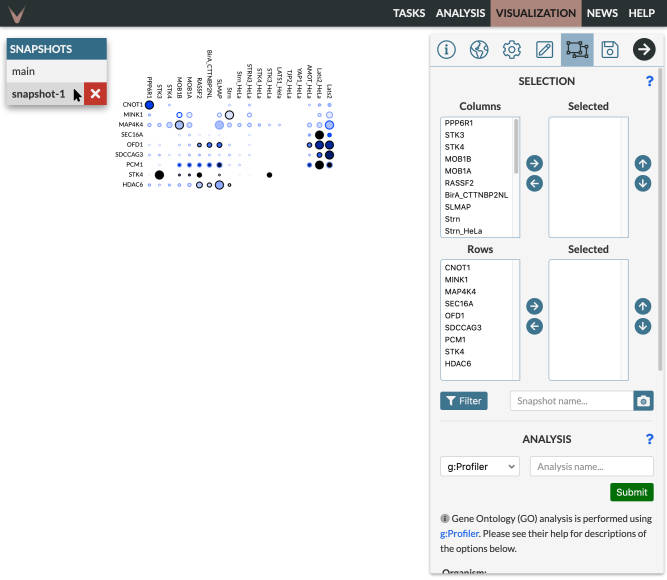 TASKS ANALYSIS VISUALIZATION NEWS HELP
SNAPSHOTS
main
snapshot-1
PPP6R1
STK3
STK4
MOB1B
MOB1A
RASSF2
BirA_CTTNBP2NL
SLMAP
Strn
Strn_HeLa
STRN3_HeLa
STK4_HeLa
STK3_HeLa
LATS1_HeLa
TJP2_HeLa
YAP1_HeLa
AMOT_HeLa
Lats1_HeLa
Lats2
CNOT1
MINK1
MAP4K4
SEC16A
OFD1
SDCCAG3
PCM1
STK4
HDAC6
SELECTION ?
Columns Selected
PPP6R1
STK3
STK4
MOB1B
MOB1A
RASSF2
BirA_CTTNBP2NL
SLMAP
Strn
Strn_HeLa
Rows Selected
CNOT1
MINK1
MAP4K4
SEC16A
OFD1
SDCCAG3
PCM1
STK4
HDAC6
Filter Snapshot name...
ANALYSIS ?
g:Profiler Analysis name...
Submit
Gene Ontology (GO) analysis is performed using
g:Profiler. Please see their help for descriptions of
the options below.
Organism: